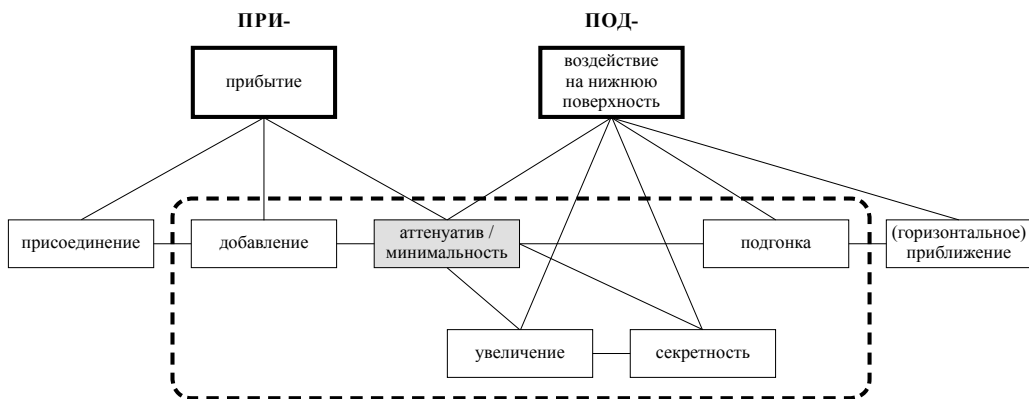 ПРИ-
ПОД-
прибытие
воздействие
на нижнюю
поверхность
присоединение
добавление
аттенуатив /
минимальность
подгонка
(горизонтальное)
приближение
увеличение
секретность